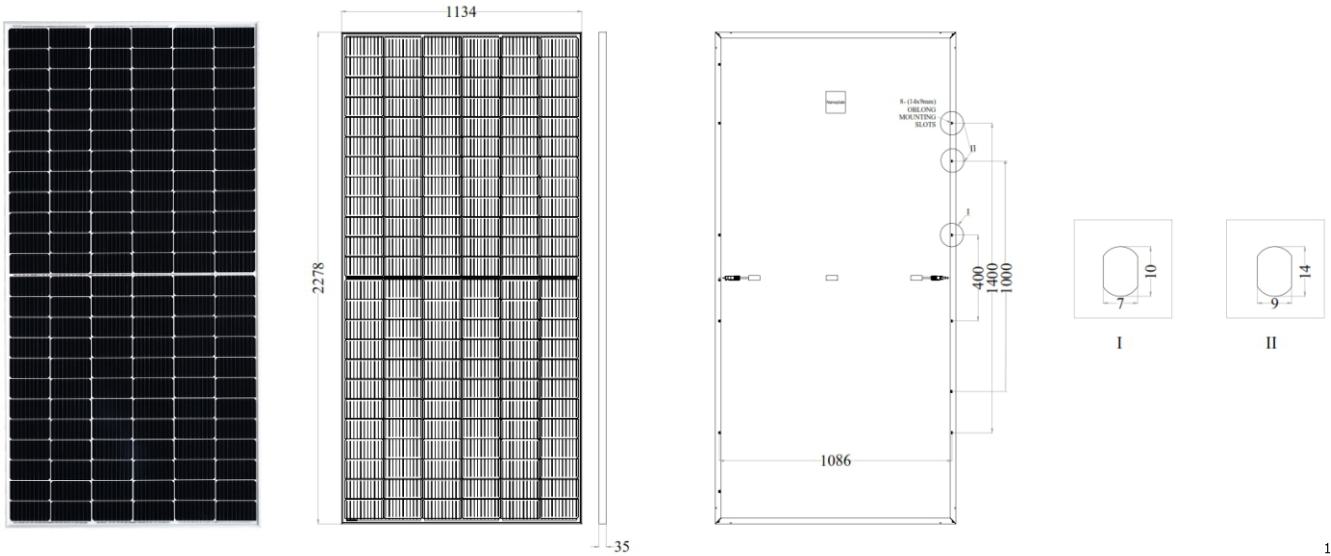 1134
2278
35
Nameplate
8- (14x9mm)
OBLONG
MOUNTING
SLOTS
II
I
400
1400
1000
1086
7
10
I
9
14
II
1